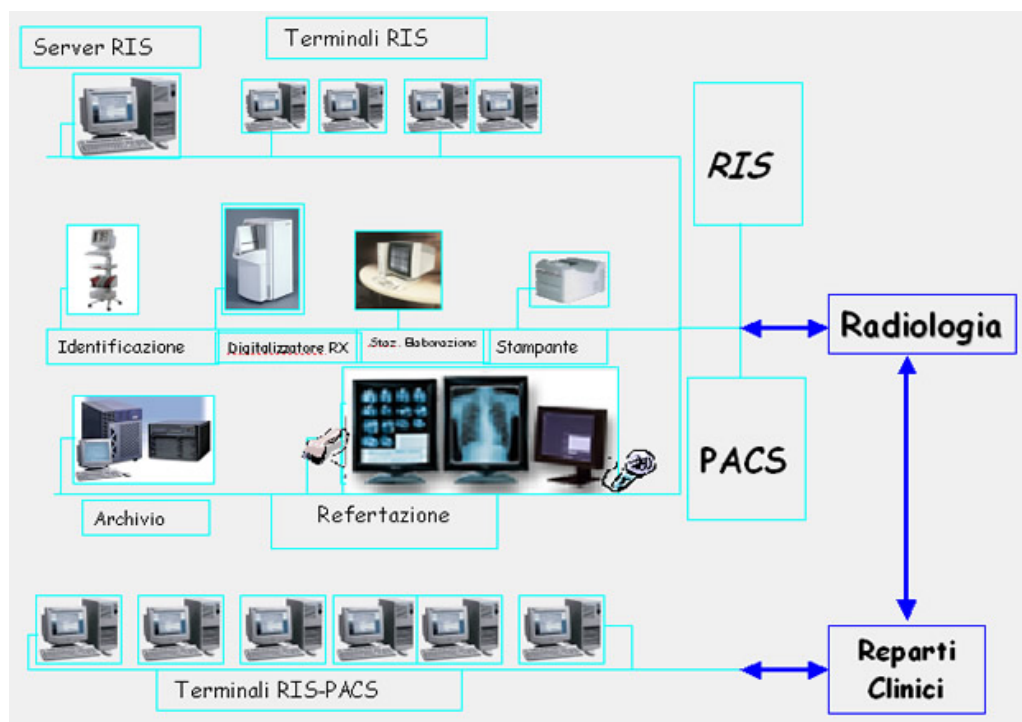 Server RIS
Terminali RIS
RIS
Identificazione
Digitalizzatore RX
Staz. Elaborazione
Stampante
Radiologia
PACS
Archivio
Refertazione
Terminali RIS-PACS
Reparti
Clinici